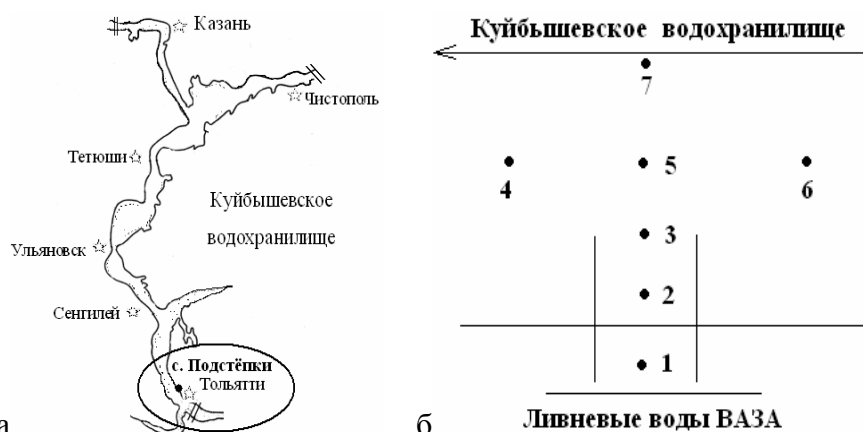 Казань
Чистополь
Тетюши
Куйбышевское
водохранилище
Ульяновск
Сенгилей
с. Подстёпки
Тольятти
а
Куйбышевское водохранилище
7
4
5
6
3
2
1
Ливневые воды ВАЗА
б